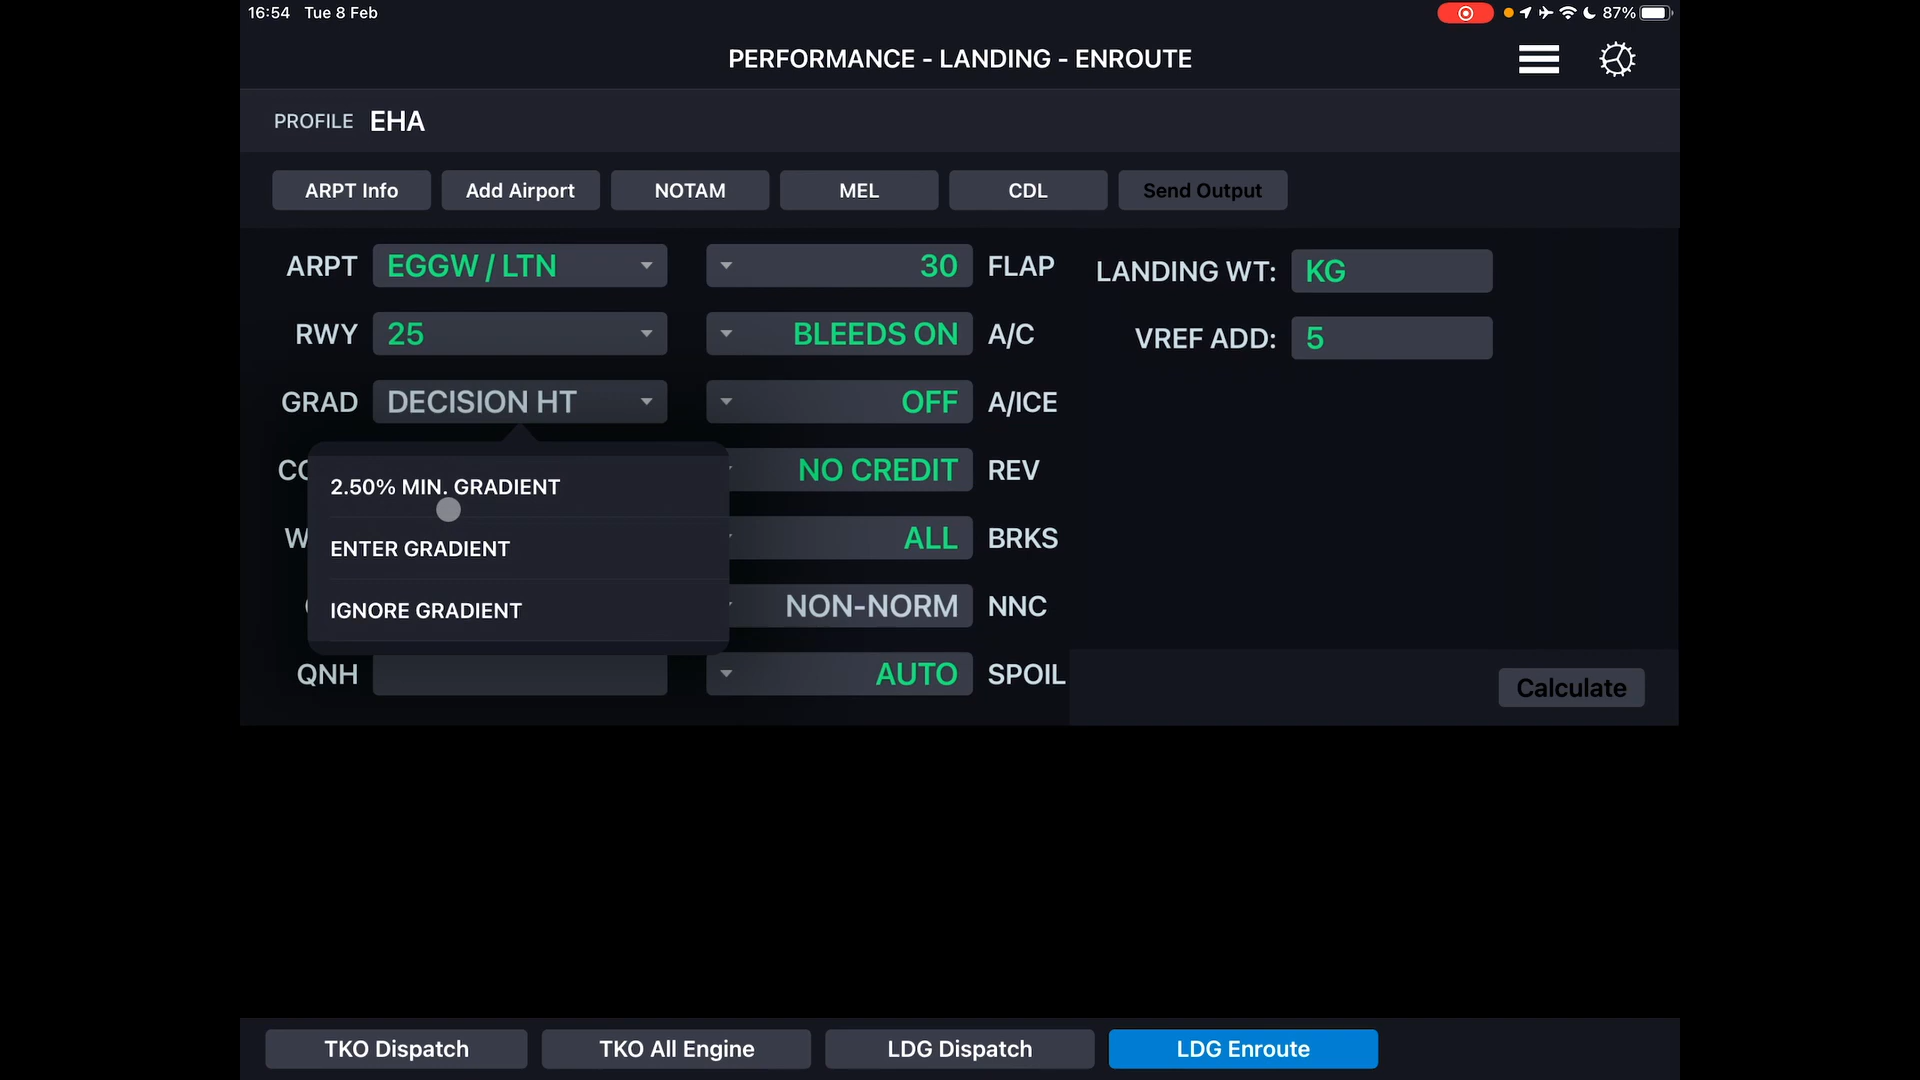 16:54 Tue 8 Feb
87%
PERFORMANCE - LANDING - ENROUTE
PROFILE EHA
ARPT Info Add Airport NOTAM MEL CDL Send Output
ARPT EGGW / LTN 30 FLAP LANDING WT: KG
RWY 25 BLEEDS ON A/C VREF ADD: 5
GRAD DECISION HT OFF A/ICE
NO CREDIT REV
2.50% MIN. GRADIENT
ALL BRKS
ENTER GRADIENT
NON-NORM NNC
IGNORE GRADIENT
QNH AUTO SPOIL
Calculate
TKO Dispatch TKO All Engine LDG Dispatch LDG Enroute